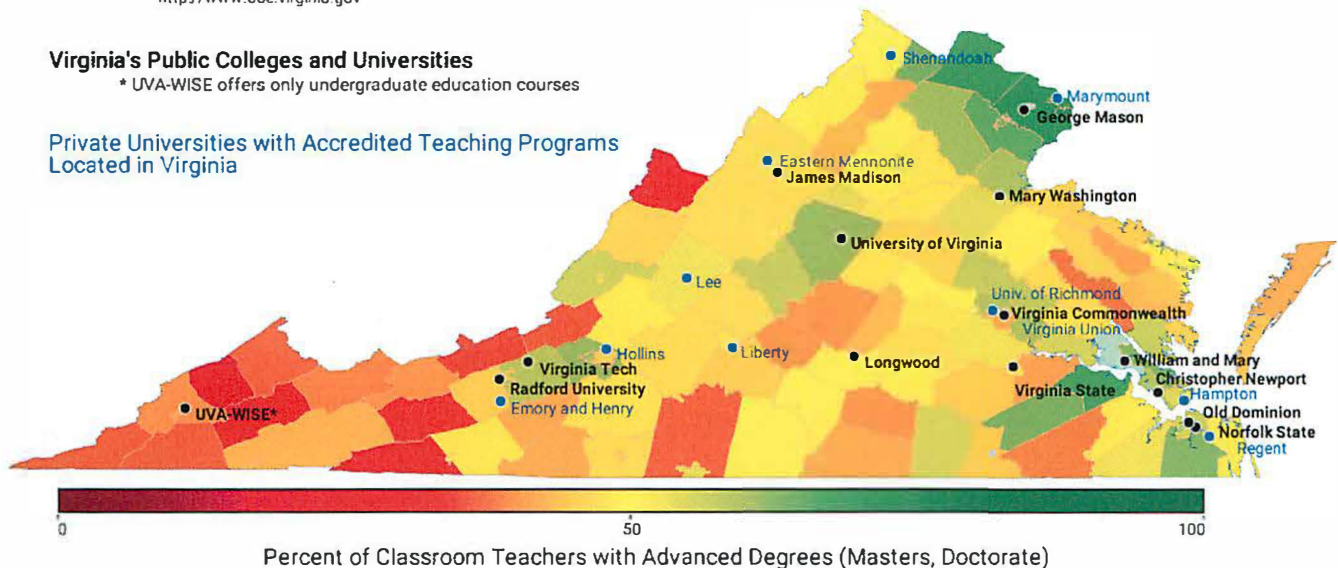 Virginia's Public Colleges and Universities
* UVA-WISE offers only undergraduate education courses
Private Universities with Accredited Teaching Programs
Located in Virginia
Shenandoah
Marymount
George Mason
Eastern Mennonite
James Madison
Mary Washington
University of Virginia
Lee
Univ. of Richmond
Virginia Commonwealth
Virginia Union
Hollins
Liberty
Longwood
William and Mary
Virginia Tech
Christopher Newport
Radford University
Virginia State
Hampton
Emory and Henry
UVA-WISE*
Old Dominion
Norfolk State
Regent
0
50
100
Percent of Classroom Teachers with Advanced Degrees (Masters, Doctorate)